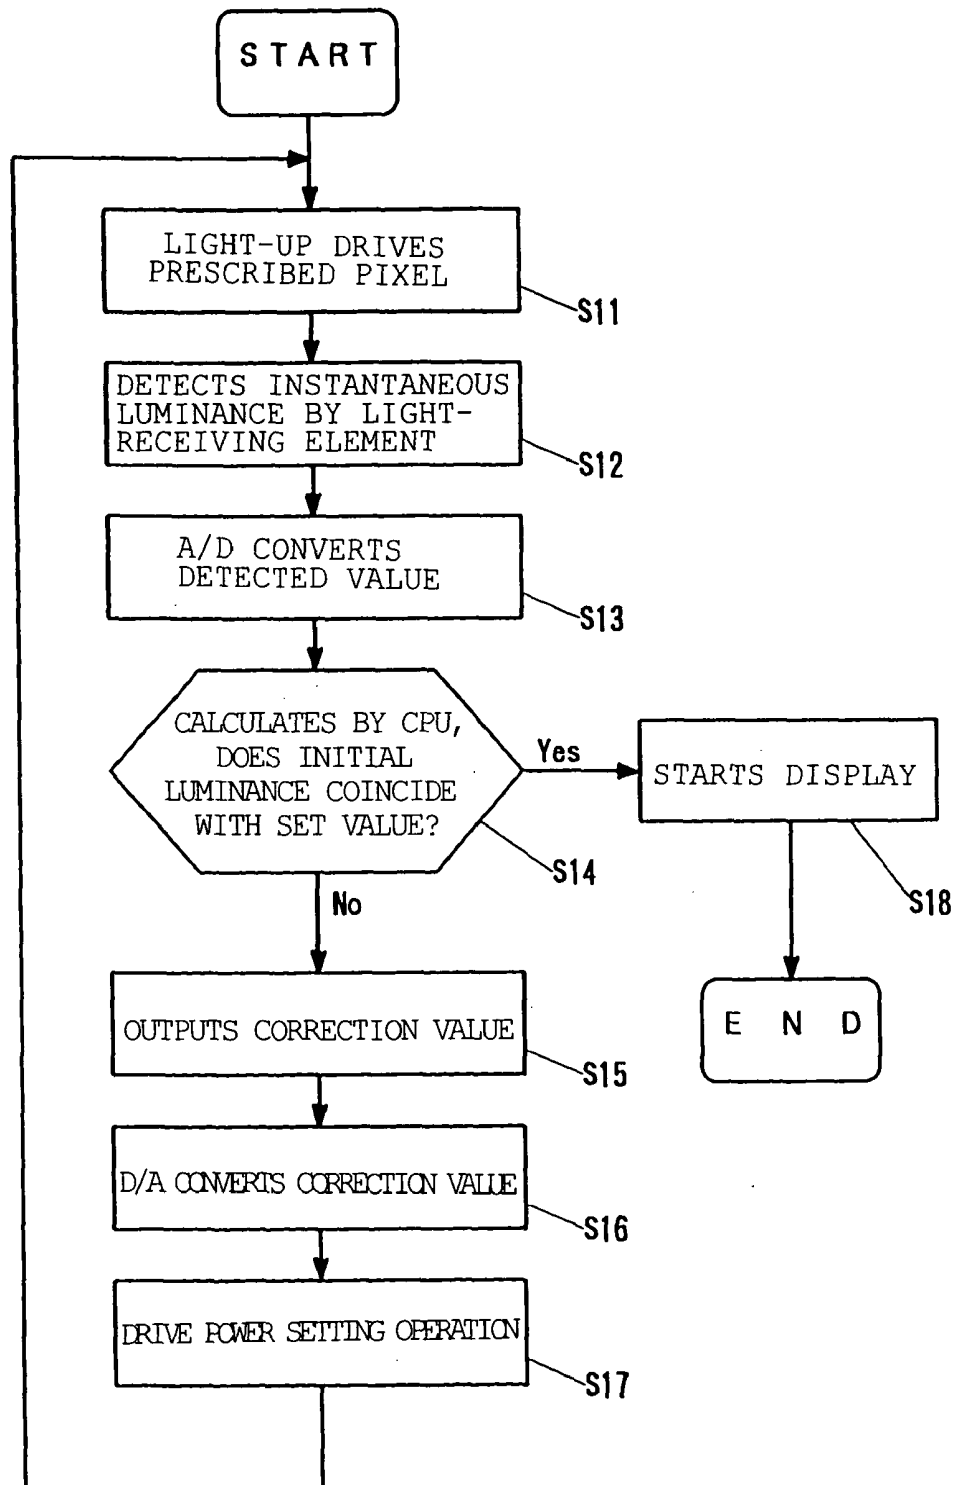 START
LIGHT-UP DRIVES
PRESCRIBED PIXEL
S11
DETECTS INSTANTANEOUS
LUMINANCE BY LIGHT-
RECEIVING ELEMENT
S12
A/D CONVERTS
DETECTED VALUE
S13
CALCULATES BY CPU,
DOES INITIAL
LUMINANCE COINCIDE
WITH SET VALUE?
S14
Yes
STARTS DISPLAY
S18
No
END
OUTPUTS CORRECTION VALUE
S15
D/A CONVERTS CORRECTION VALUE
S16
DRIVE POWER SETTING OPERATION
S17